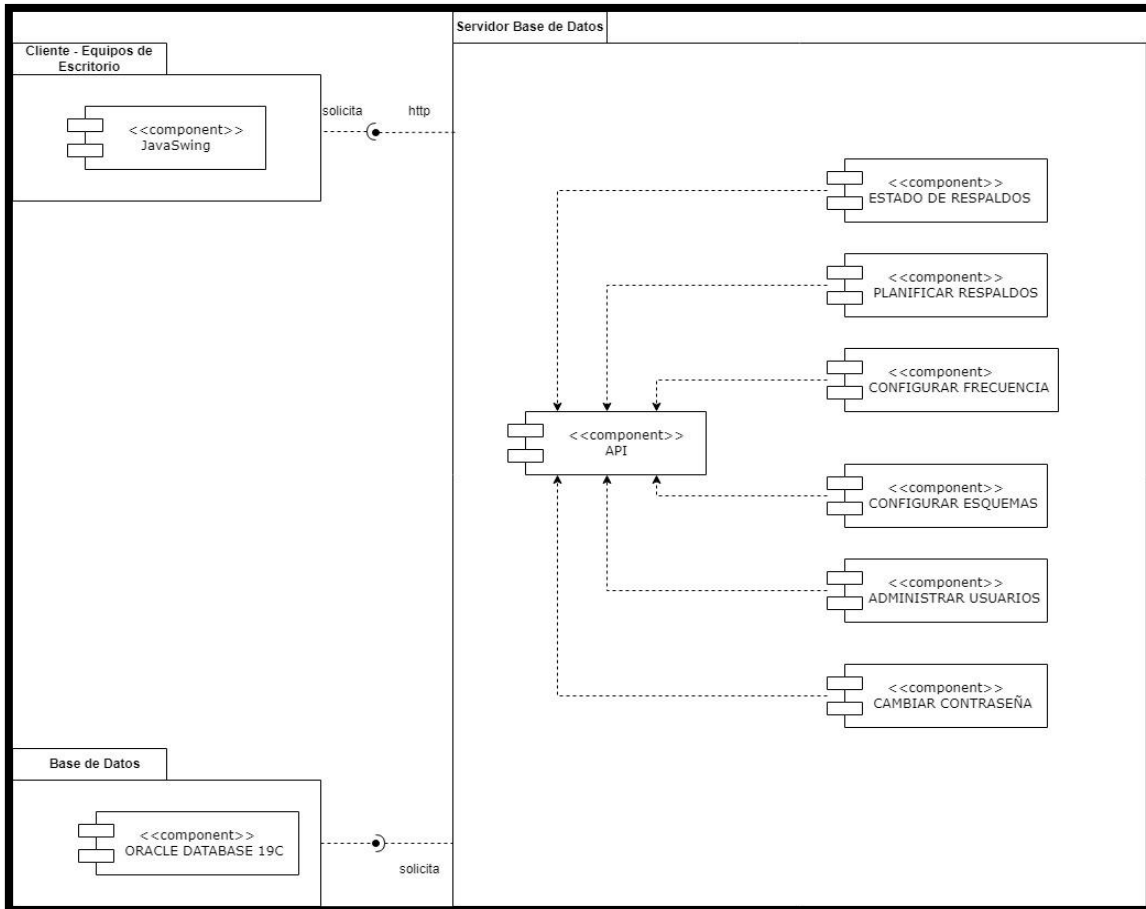 Servidor Base de Datos
Cliente - Equipos de
Escritorio
<<component>>
JavaSwing
solicita
http
<<component>>
ESTADO DE RESPALDOS
<<component>>
PLANIFICAR RESPALDOS
<<component>
CONFIGURAR FRECUENCIA
<<component>>
API
<<component>>
CONFIGURAR ESQUEMAS
<<component>>
ADMINISTRAR USUARIOS
<<component>>
CAMBIAR CONTRASEÑA
Base de Datos
<<component>>
ORACLE DATABASE 19C
solicita